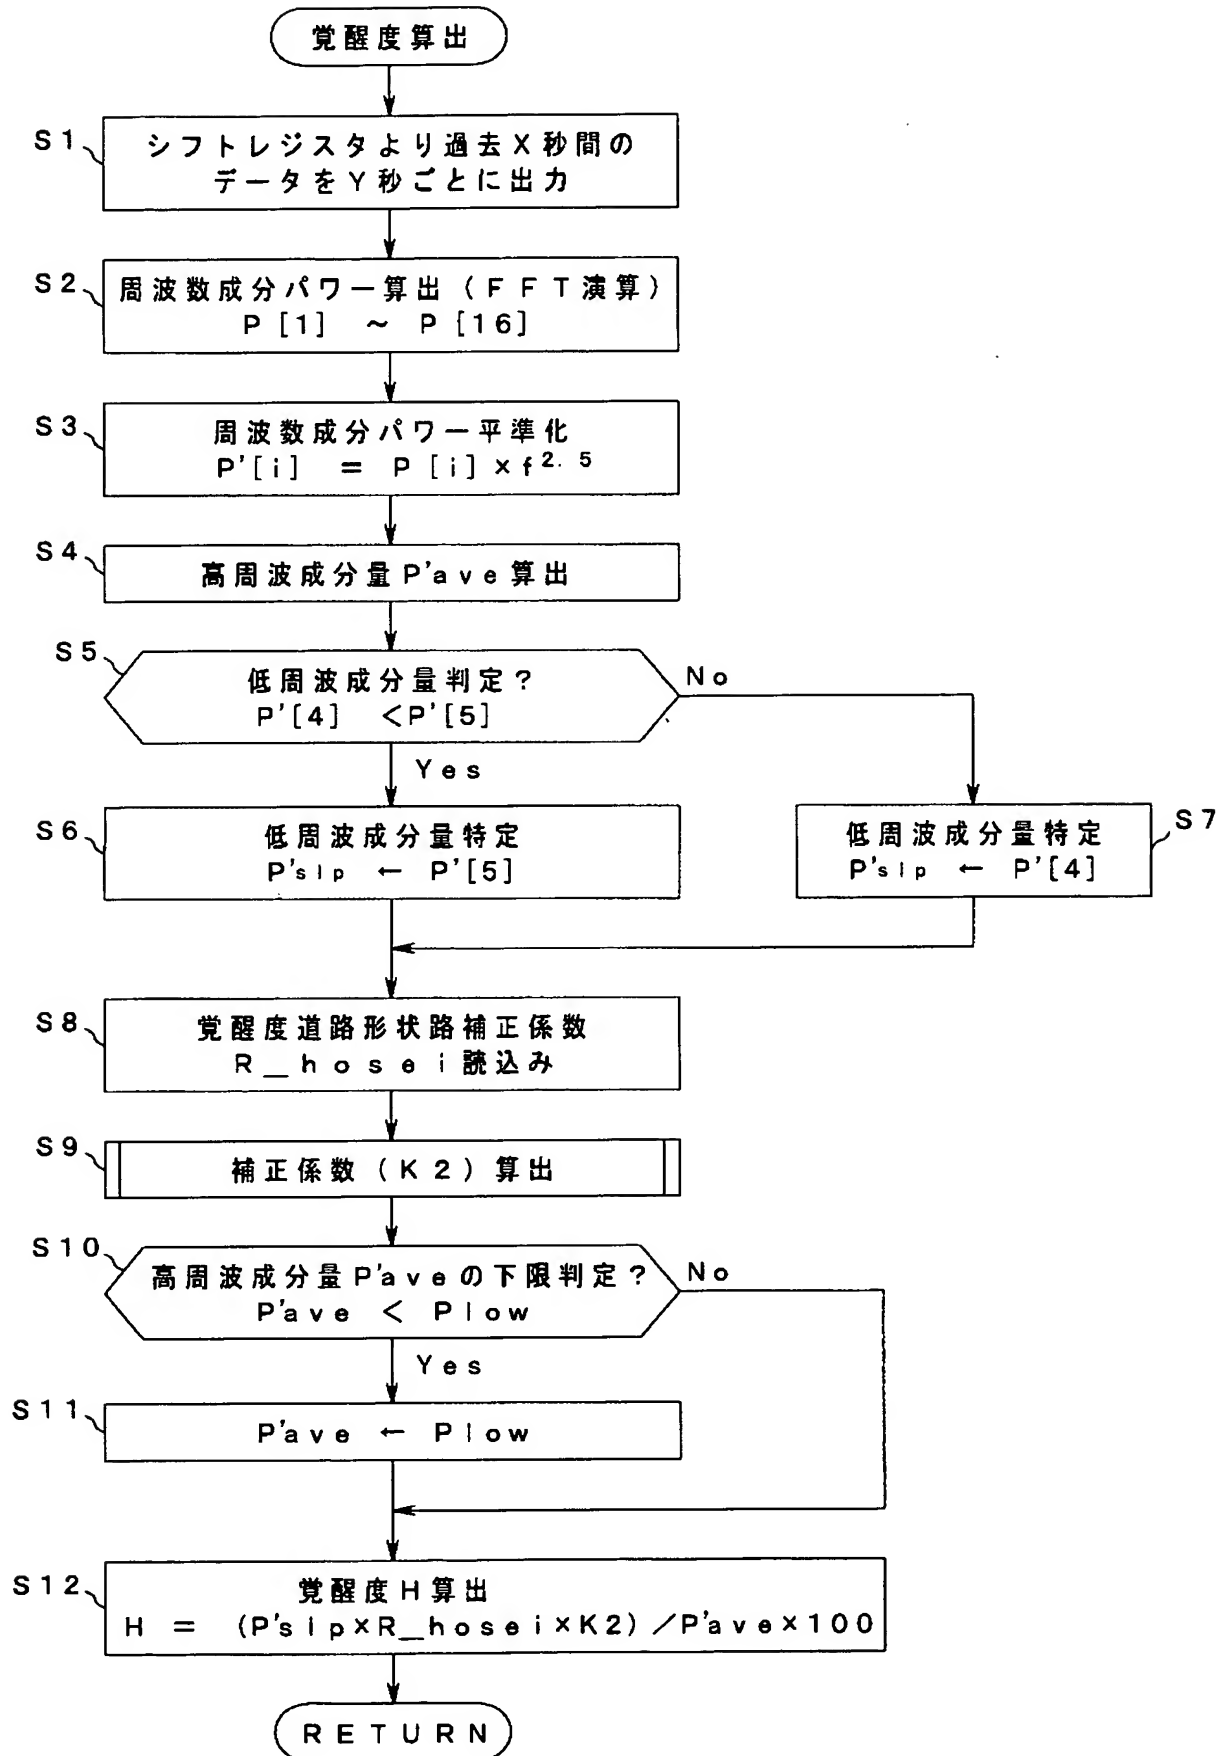 覚醒度算出
S1
シフトレジスタより過去X秒間の
データをY秒ごとに出力
S2
周波数成分パワー算出(FFT演算)
P[1] ~ P[16]
S3
周波数成分パワー平準化
P'[i] = P[i]×f^2.5
S4
高周波成分量P'ave算出
S5
低周波成分量判定?
P'[4] <P'[5]
No
Yes
S6
低周波成分量特定
P'slp ← P'[5]
S7
低周波成分量特定
P'slp ← P'[4]
S8
覚醒度道路形状路補正係数
R_hosei読込み
S9
補正係数(K2)算出
S10
高周波成分量P'aveの下限判定?
P'ave < Plow
No
Yes
S11
P'ave ← Plow
S12
覚醒度H算出
H = (P'slp×R_hosei×K2)/P'ave×100
RETURN